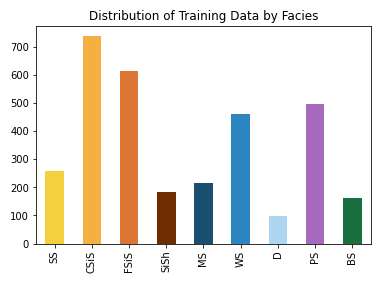 Distribution of Training Data by Facies
700
600
500
400
300
200
100
0
SS
CSiS
FSiS
SiSh
MS
WS
D
PS
BS